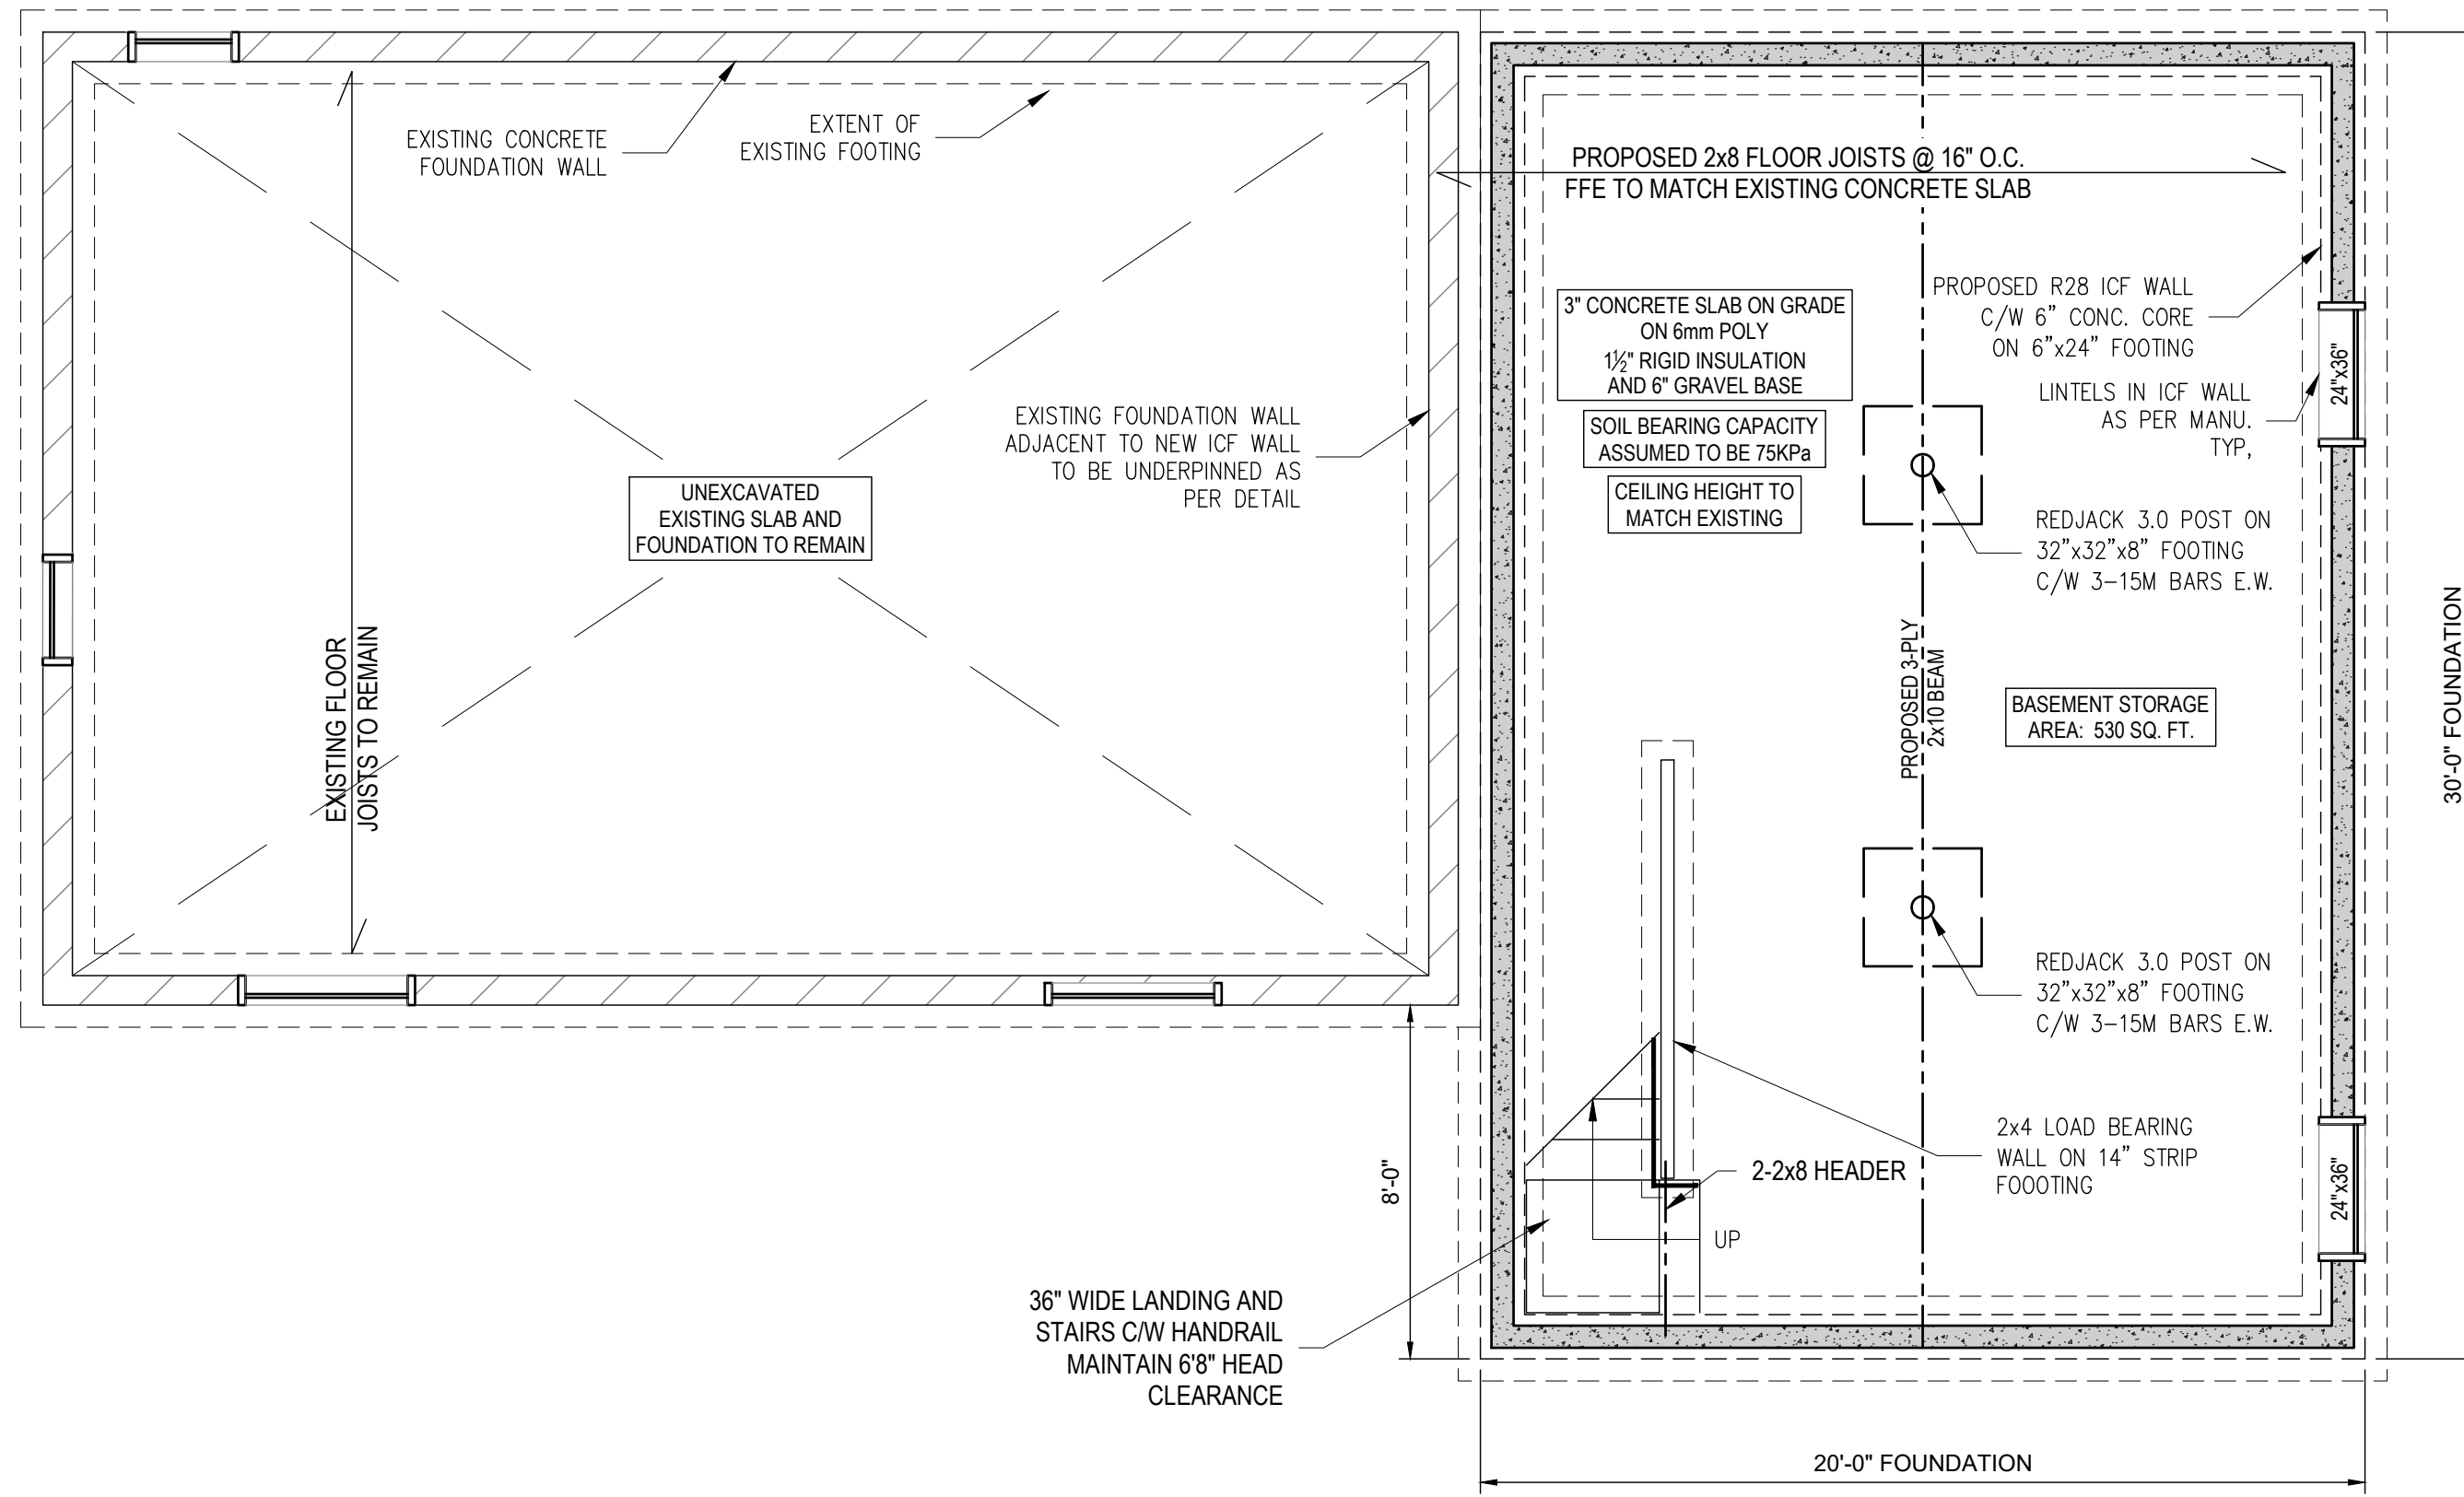 EXISTING CONCRETE
FOUNDATION WALL
EXTENT OF
EXISTING FOOTING
PROPOSED 2x8 FLOOR JOISTS @ 16" O.C.
FFE TO MATCH EXISTING CONCRETE SLAB
3" CONCRETE SLAB ON GRADE
ON 6mm POLY
1½" RIGID INSULATION
AND 6" GRAVEL BASE
SOIL BEARING CAPACITY
ASSUMED TO BE 75KPa
CEILING HEIGHT TO
MATCH EXISTING
PROPOSED R28 ICF WALL
C/W 6" CONC. CORE
ON 6"x24" FOOTING
LINTELS IN ICF WALL
AS PER MANU.
TYP,
24"x36"
EXISTING FOUNDATION WALL
ADJACENT TO NEW ICF WALL
TO BE UNDERPINNED AS
PER DETAIL
UNEXCAVATED
EXISTING SLAB AND
FOUNDATION TO REMAIN
REDJACK 3.0 POST ON
32"x32"x8" FOOTING
C/W 3-15M BARS E.W.
EXISTING FLOOR
JOISTS TO REMAIN
PROPOSED 3-PLY
2x10 BEAM
BASEMENT STORAGE
AREA: 530 SQ. FT.
30'-0" FOUNDATION
REDJACK 3.0 POST ON
32"x32"x8" FOOTING
C/W 3-15M BARS E.W.
2x4 LOAD BEARING
WALL ON 14" STRIP
FOOOTING
2-2x8 HEADER
UP
24"x36"
8'-0"
36" WIDE LANDING AND
STAIRS C/W HANDRAIL
MAINTAIN 6'8" HEAD
CLEARANCE
20'-0" FOUNDATION